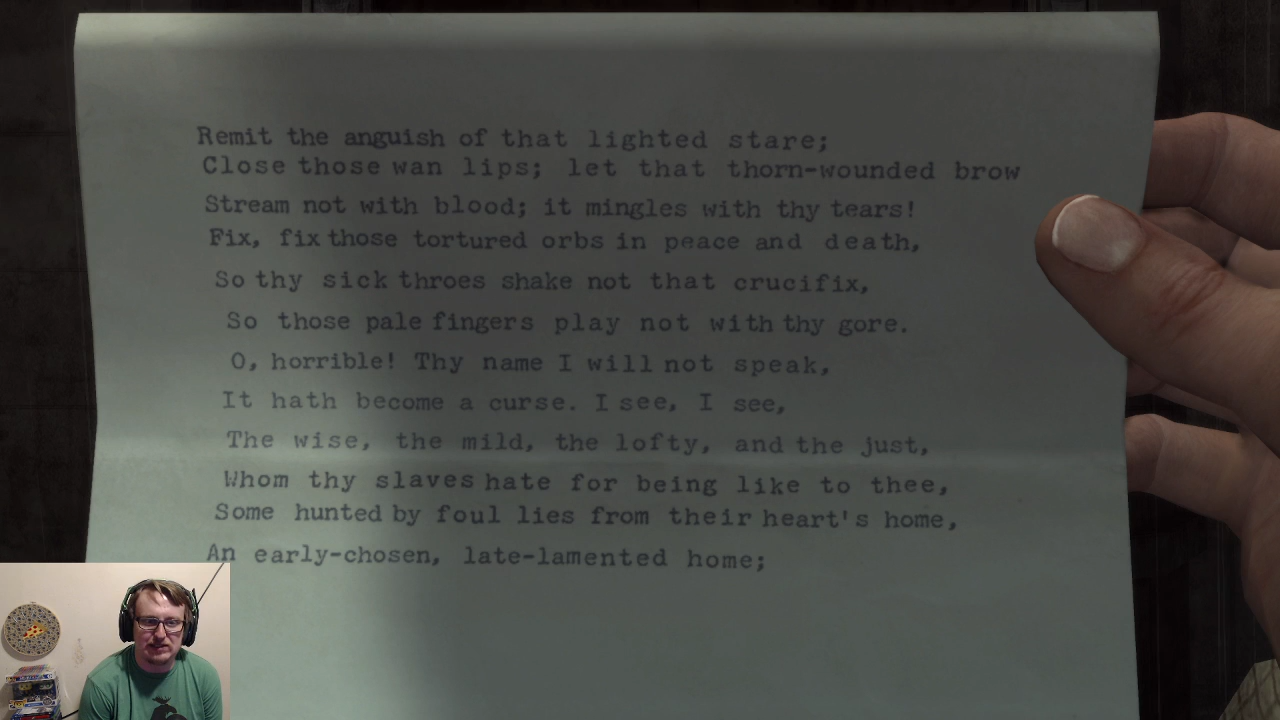 Remit the anguish of that lighted stare;
Close those wan lips; let that thorn-wounded brow
Stream not with blood; it mingles with thy tears!
Fix, fix those tortured orbs in peace and death,
So thy sick throes shake not that crucifix,
So those pale fingers play not with thy gore.
O, horrible! Thy name I will not speak,
It hath become a curse. I see, I see,
The wise, the mild, the lofty, and the just,
Whom thy slaves hate for being like to thee,
Some hunted by foul lies from their heart's home,
An early-chosen, late-lamented home;